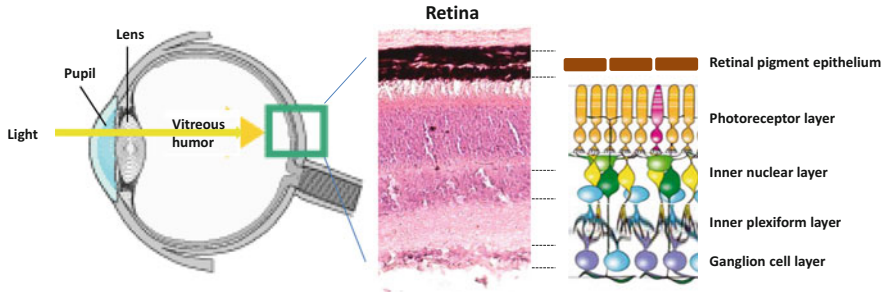 Retina
Lens
Pupil
Light
Vitreous
humor
Retinal pigment epithelium
Photoreceptor layer
Inner nuclear layer
Inner plexiform layer
Ganglion cell layer